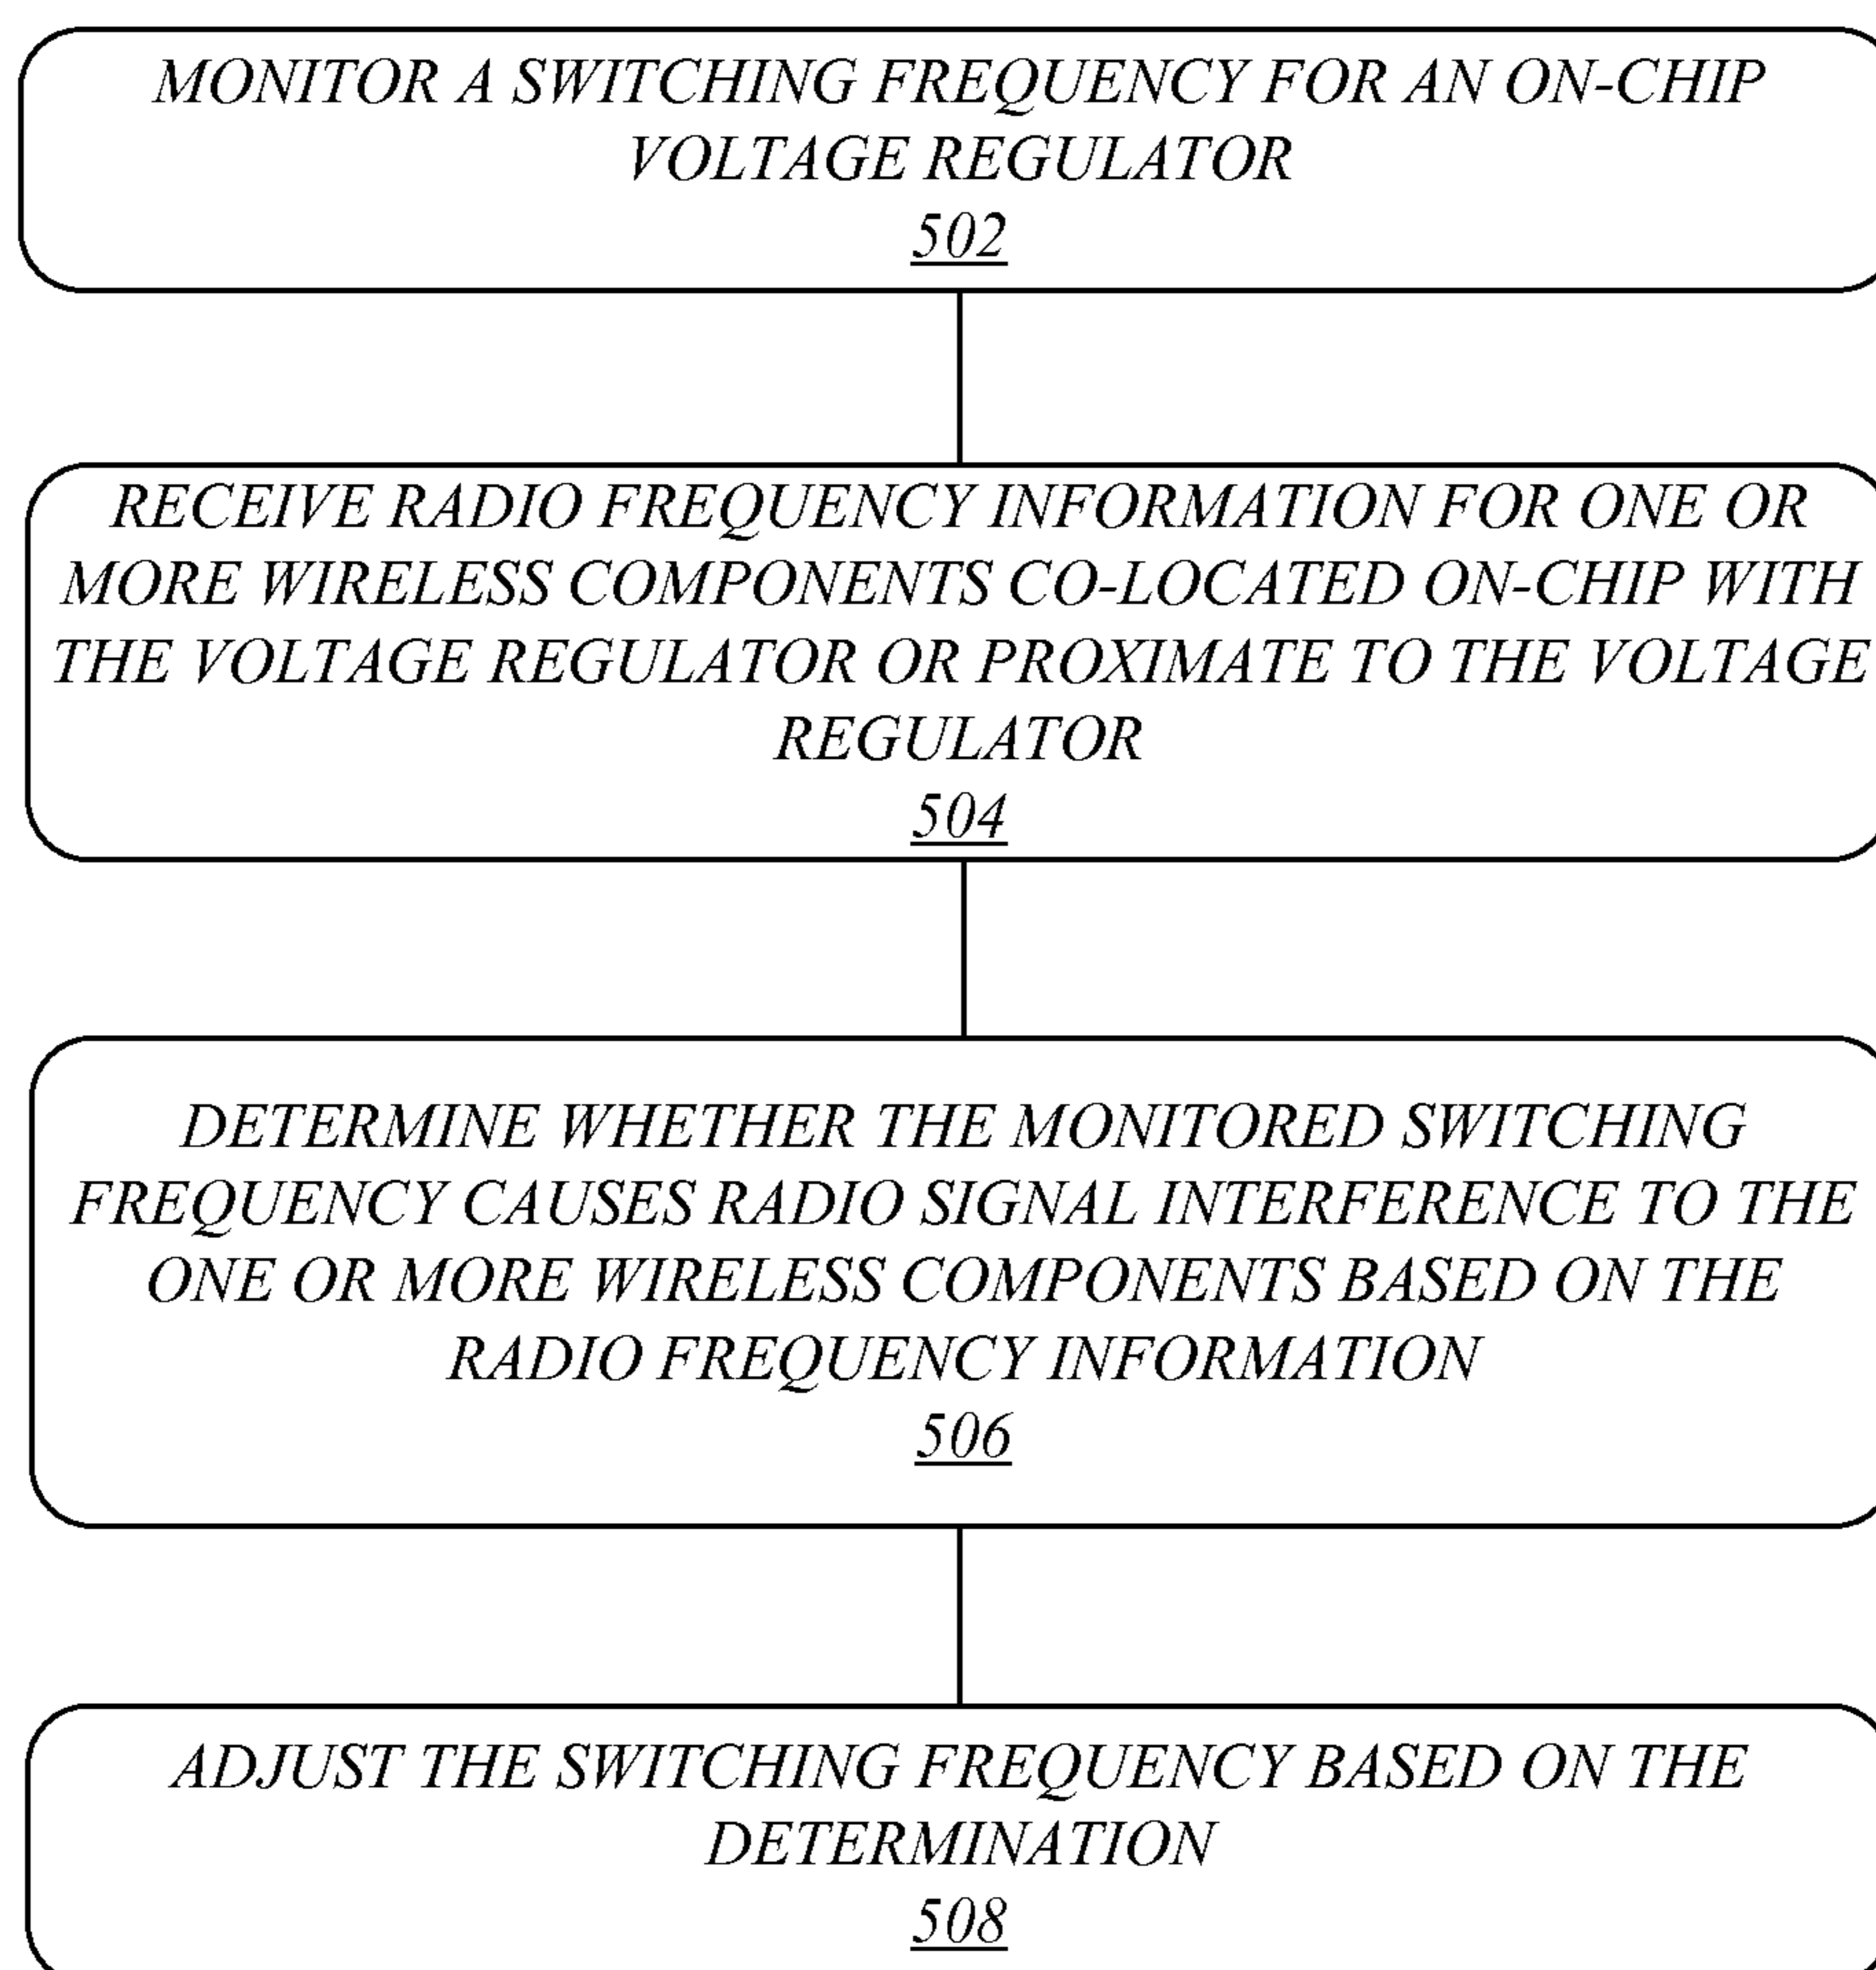 MONITOR A SWITCHING FREQUENCY FOR AN ON-CHIP
VOLTAGE REGULATOR
502
RECEIVE RADIO FREQUENCY INFORMATION FOR ONE OR
MORE WIRELESS COMPONENTS CO-LOCATED ON-CHIP WITH
THE VOLTAGE REGULATOR OR PROXIMATE TO THE VOLTAGE
REGULATOR
504
DETERMINE WHETHER THE MONITORED SWITCHING
FREQUENCY CAUSES RADIO SIGNAL INTERFERENCE TO THE
ONE OR MORE WIRELESS COMPONENTS BASED ON THE
RADIO FREQUENCY INFORMATION
506
ADJUST THE SWITCHING FREQUENCY BASED ON THE
DETERMINATION
508